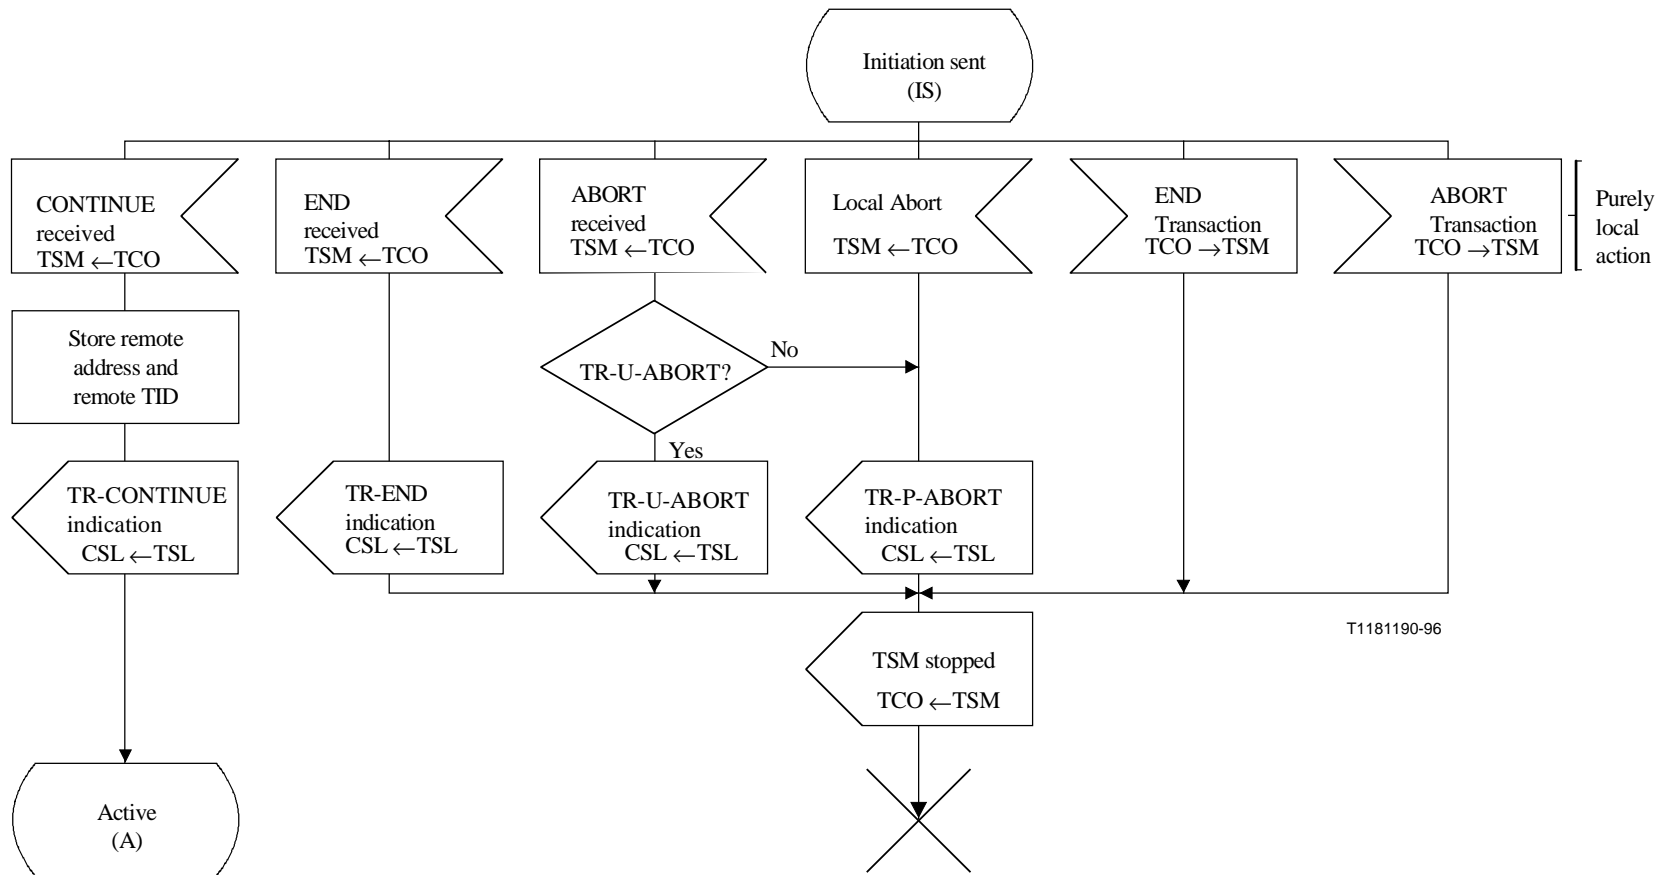 Initiation sent
(IS)
CONTINUE
received
TSM ←TCO
END
received
TSM ←TCO
ABORT
received
TSM ←TCO
Local Abort
TSM ←TCO
END
Transaction
TCO →TSM
ABORT
Transaction
TCO →TSM
Purely
local
action
Store remote
address and
remote TID
TR-U-ABORT?
No
Yes
TR-CONTINUE
indication
CSL ←TSL
TR-END
indication
CSL ←TSL
TR-U-ABORT
indication
CSL ←TSL
TR-P-ABORT
indication
CSL ←TSL
T1181190-96
TSM stopped
TCO ←TSM
Active
(A)